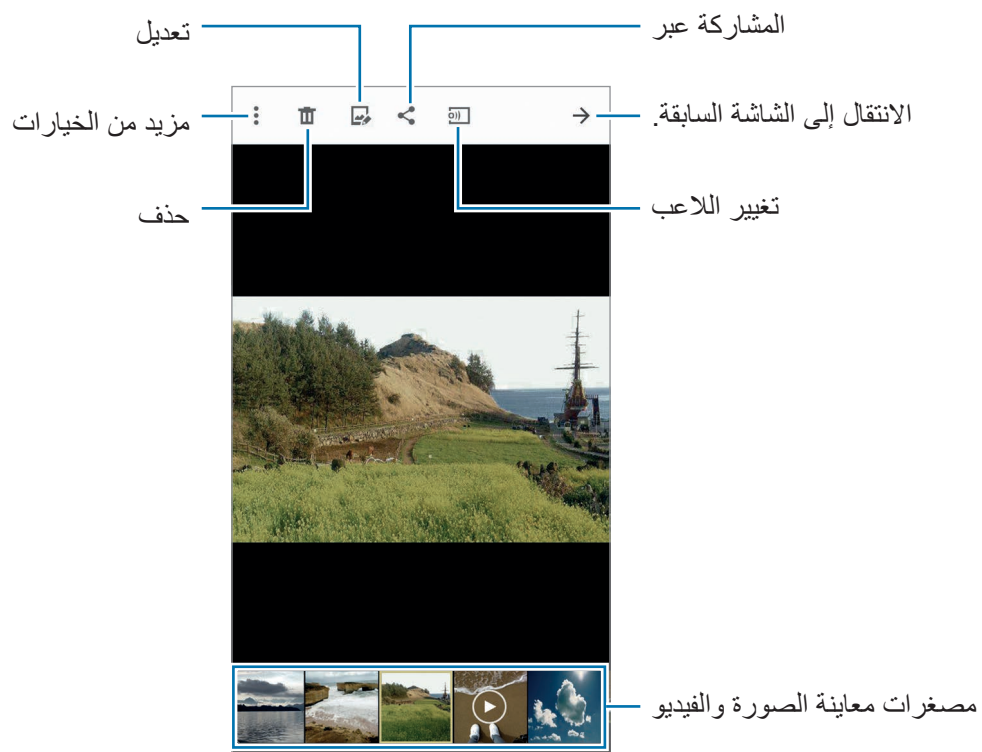 المشاركة عبر
تعديل
الانتقال إلى الشاشة السابقة.
مزيد من الخيارات
تغيير اللاعب
حذف
مصغرات معاينة الصورة والفيديو